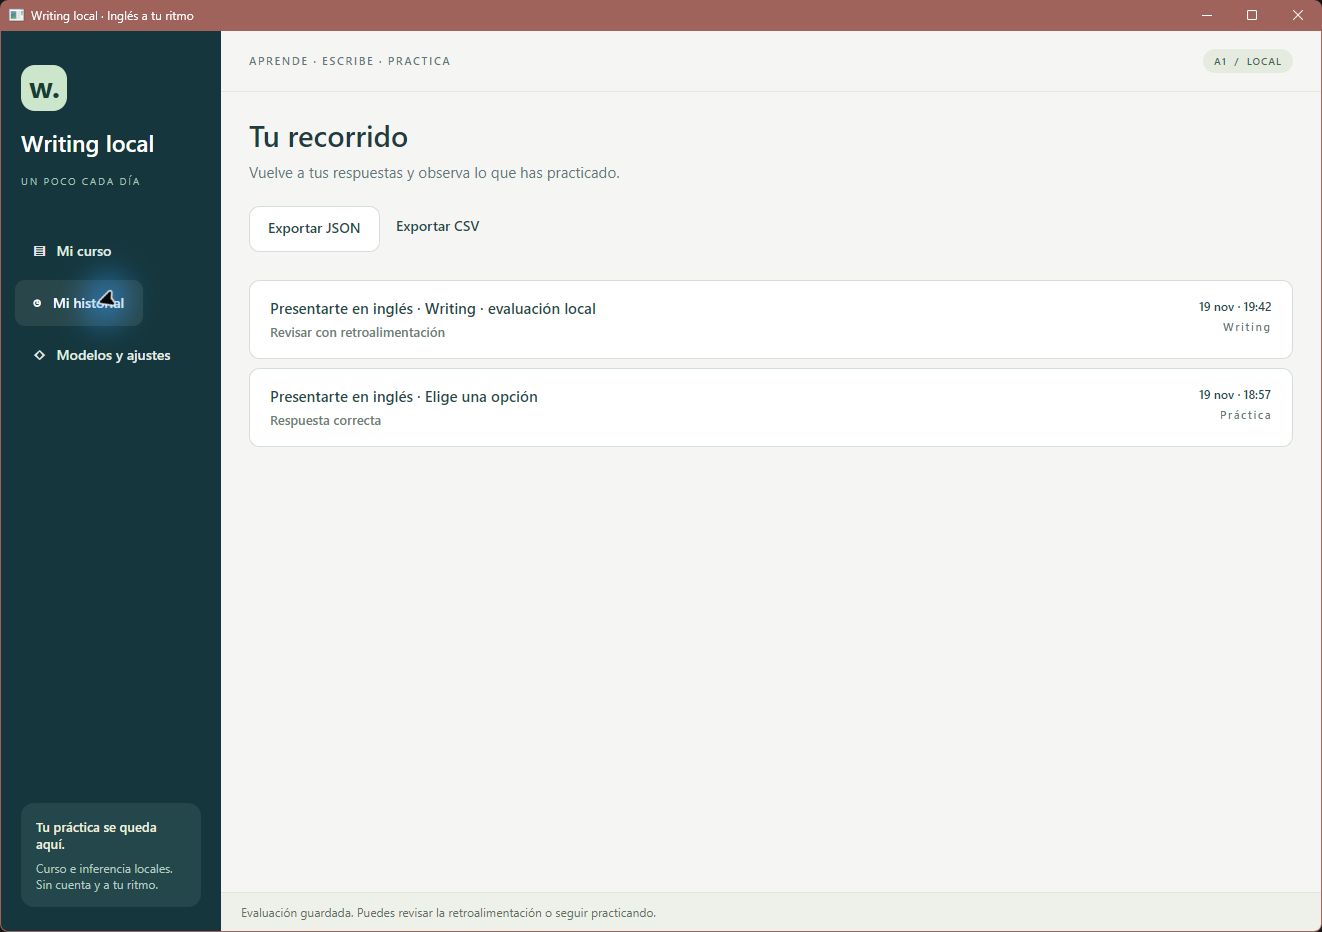 Writing local · Inglés a tu ritmo
w.
Writing local
UN POCO CADA DÍA
Mi curso
Mi historial
Modelos y ajustes
Tu práctica se queda
aquí.
Curso e inferencia locales.
Sin cuenta y a tu ritmo.
APRENDE · ESCRIBE · PRACTICA
A1 / LOCAL
Tu recorrido
Vuelve a tus respuestas y observa lo que has practicado.
Exportar JSON
Exportar CSV
Presentarte en inglés · Writing · evaluación local
19 nov · 19:42
Revisar con retroalimentación
Writing
Presentarte en inglés · Elige una opción
19 nov · 18:57
Respuesta correcta
Práctica
Evaluación guardada. Puedes revisar la retroalimentación o seguir practicando.